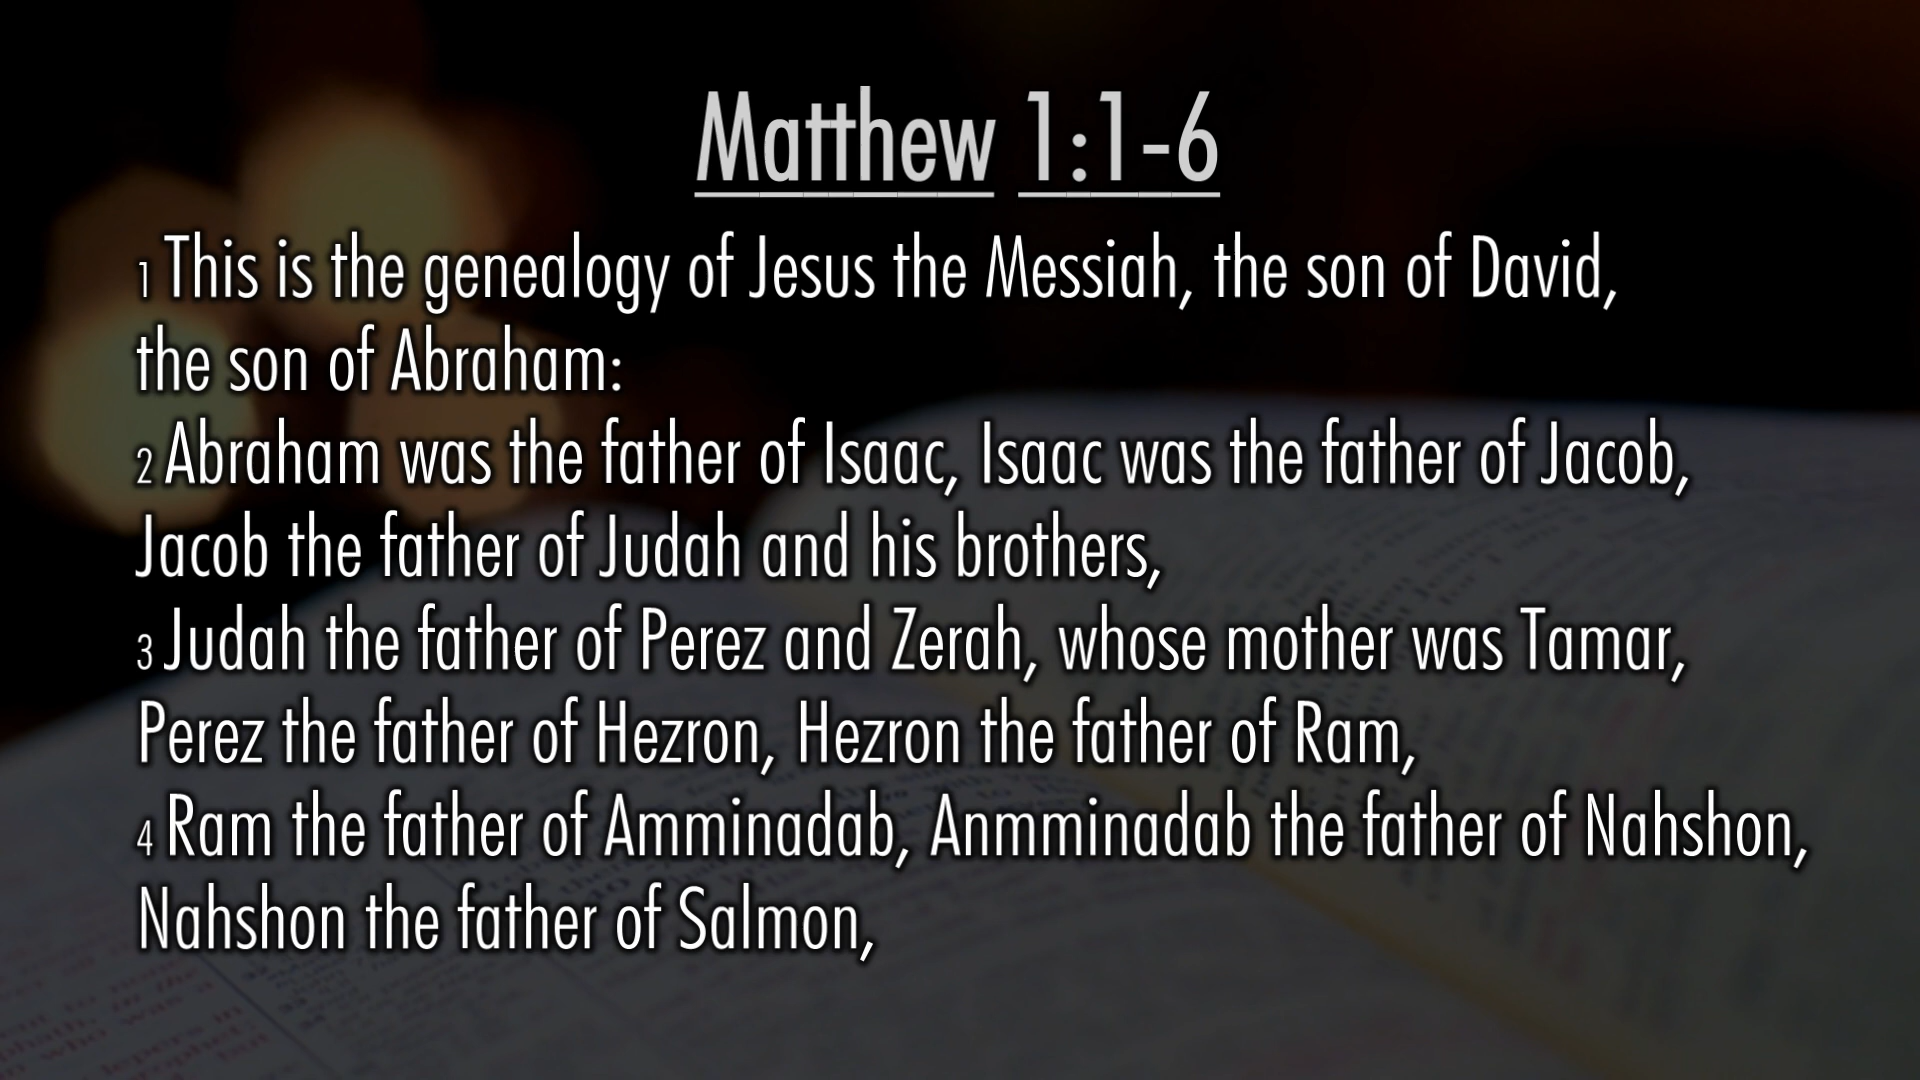 Matthew 1:1-6
1 This is the genealogy of Jesus the Messiah, the son of David,
the son of Abraham:
2 Abraham was the father of Isaac, Isaac was the father of Jacob,
Jacob the father of Judah and his brothers,
3 Judah the father of Perez and Zerah, whose mother was Tamar,
Perez the father of Hezron, Hezron the father of Ram,
4 Ram the father of Amminadab, Anmminadab the father of Nahshon,
Nahshon the father of Salmon,